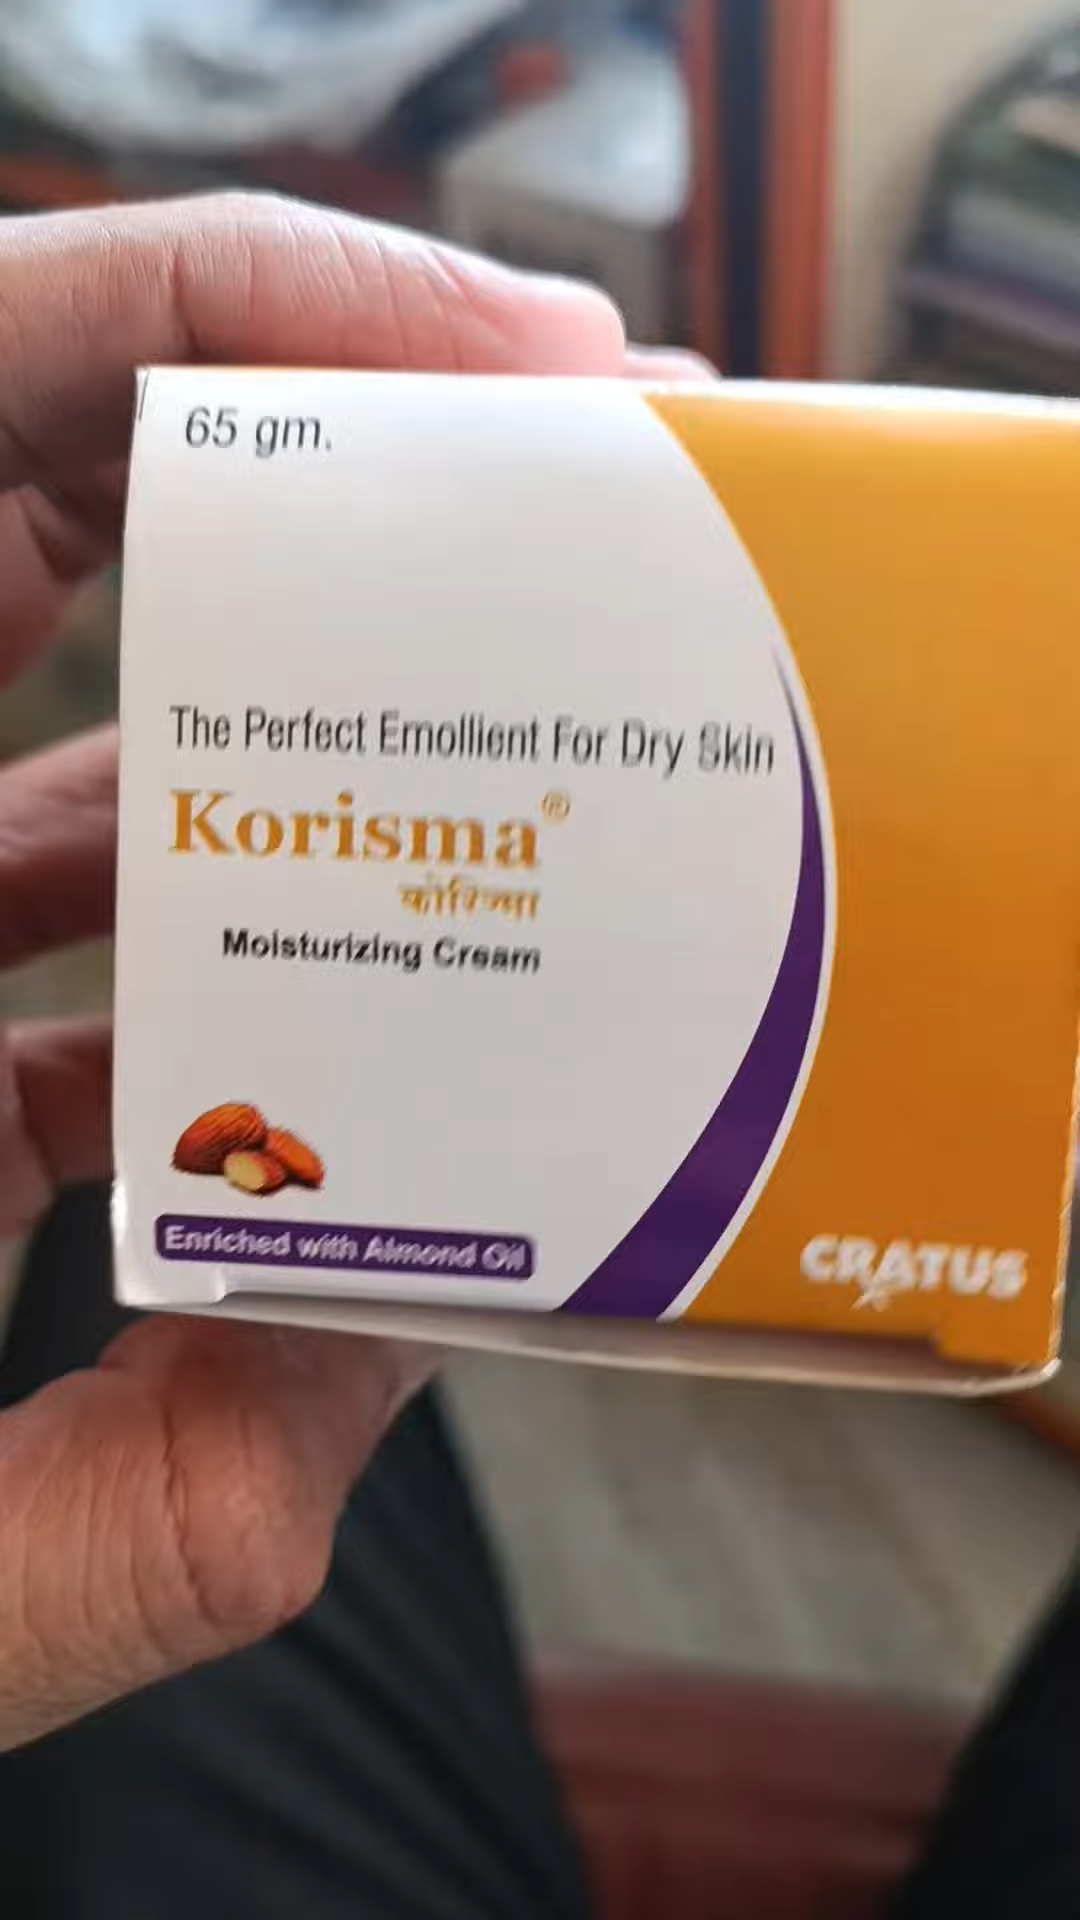 65 gm.
The Perfect Emollient For Dry Skin
Korisma®
कोरिज्मा
Moisturizing Cream
Enriched with Almond Oil
CRATUS